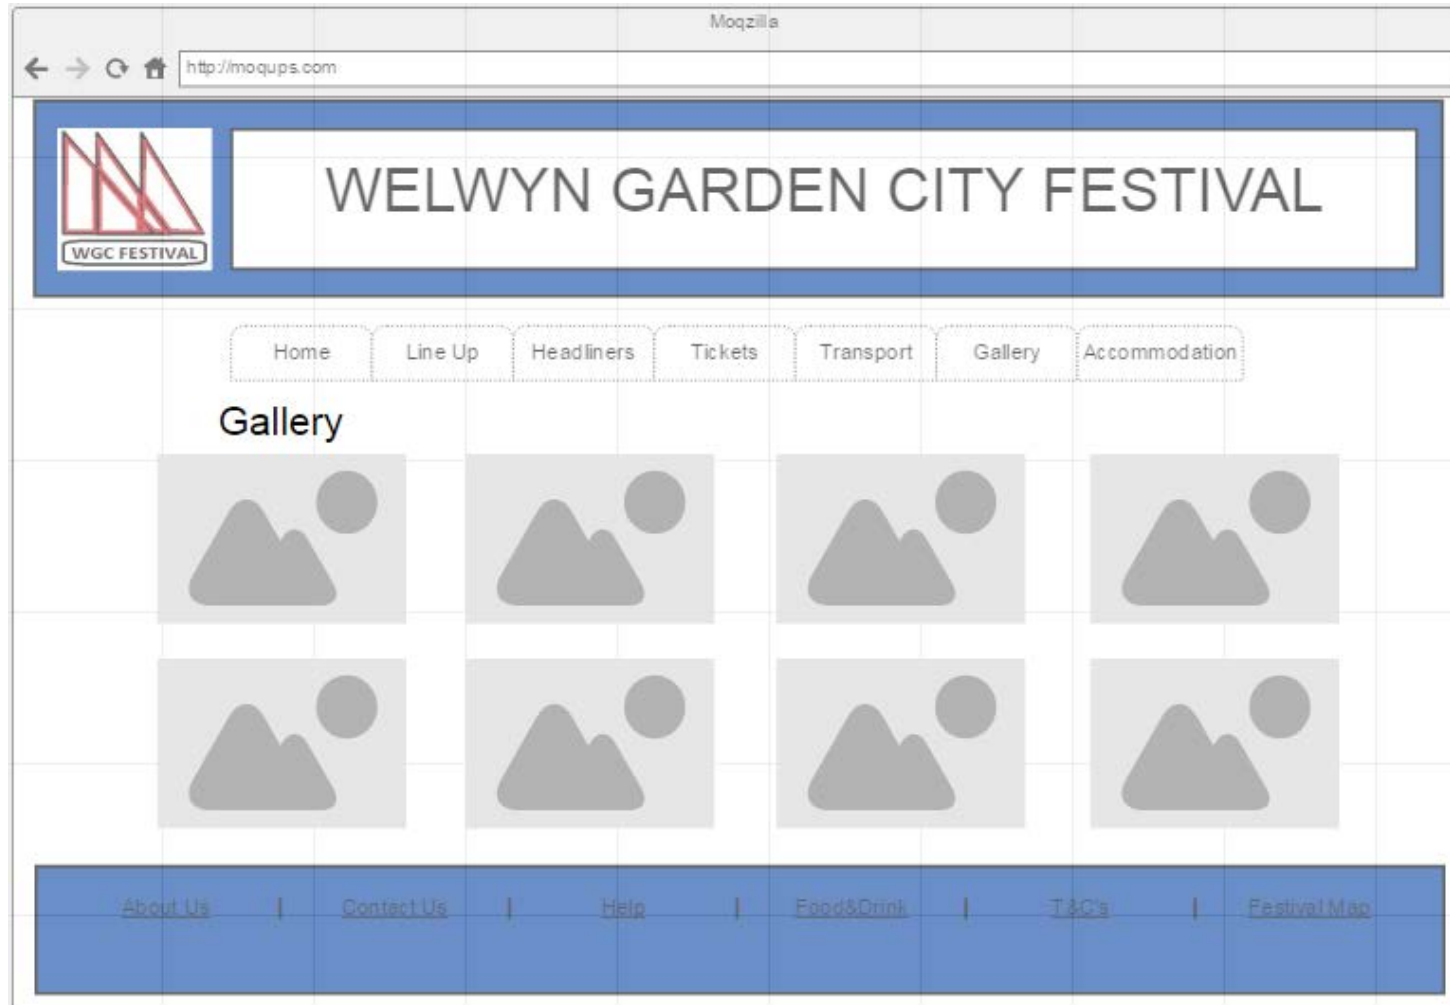 Moqzilla
http://moqups.com
WELWYN GARDEN CITY FESTIVAL
WGC FESTIVAL
Home Line Up Headliners Tickets Transport Gallery Accommodation
Gallery
About Us | Contact Us | Help | Food&Drink | T&C's | Festival Map